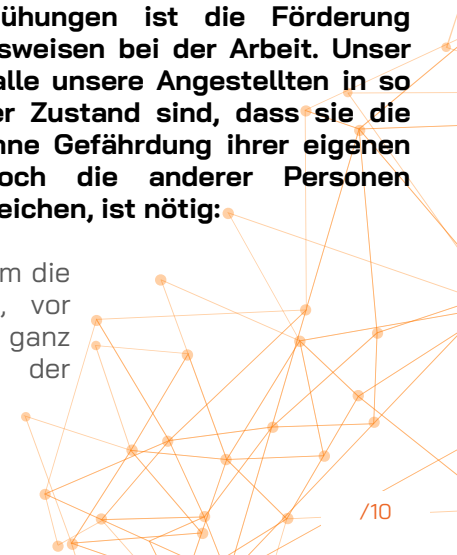 ühungen ist die Förderung
sweisen bei der Arbeit. Unser
alle unsere Angestellten in so
er Zustand sind, dass sie die
hne Gefährdung ihrer eigenen
och die anderer Personen
eichen, ist nötig:
m die
, vor
ganz
der
/10